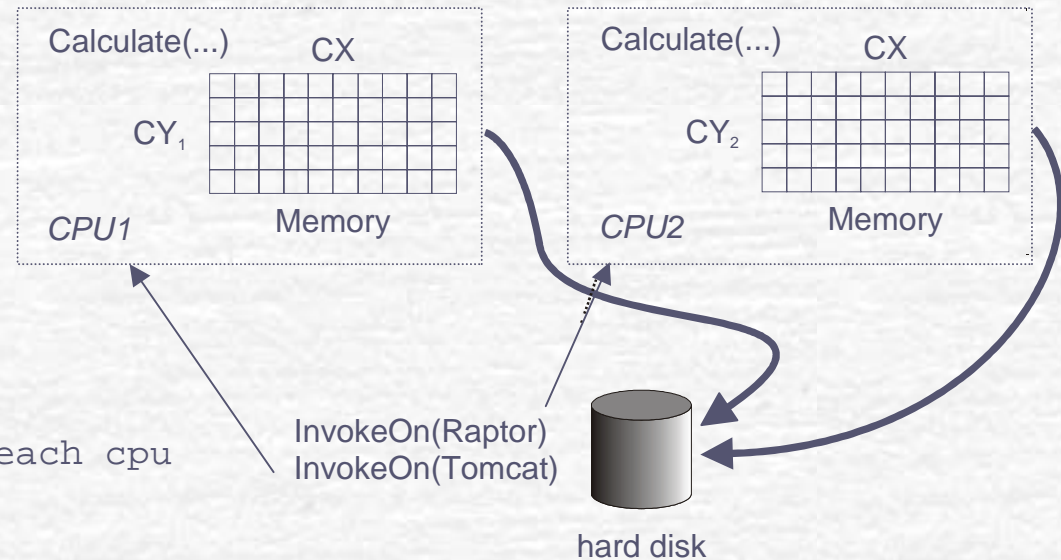 Calculate(...)
CX
CY1
Memory
CPU1
Calculate(...)
CX
CY2
Memory
CPU2
InvokeOn(Raptor)
InvokeOn(Tomcat)
each cpu
hard disk